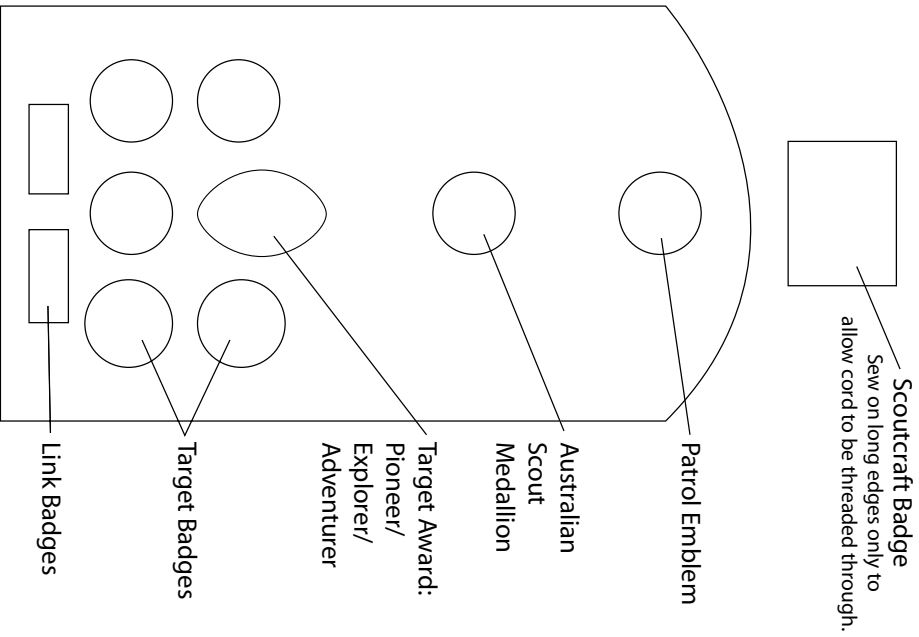 Scoutcraft Badge
Sew on long edges only to
allow cord to be threaded through.
Patrol Emblem
Australian
Scout
Medallion
Target Award:
Pioneer/
Explorer/
Adventurer
Target Badges
Link Badges